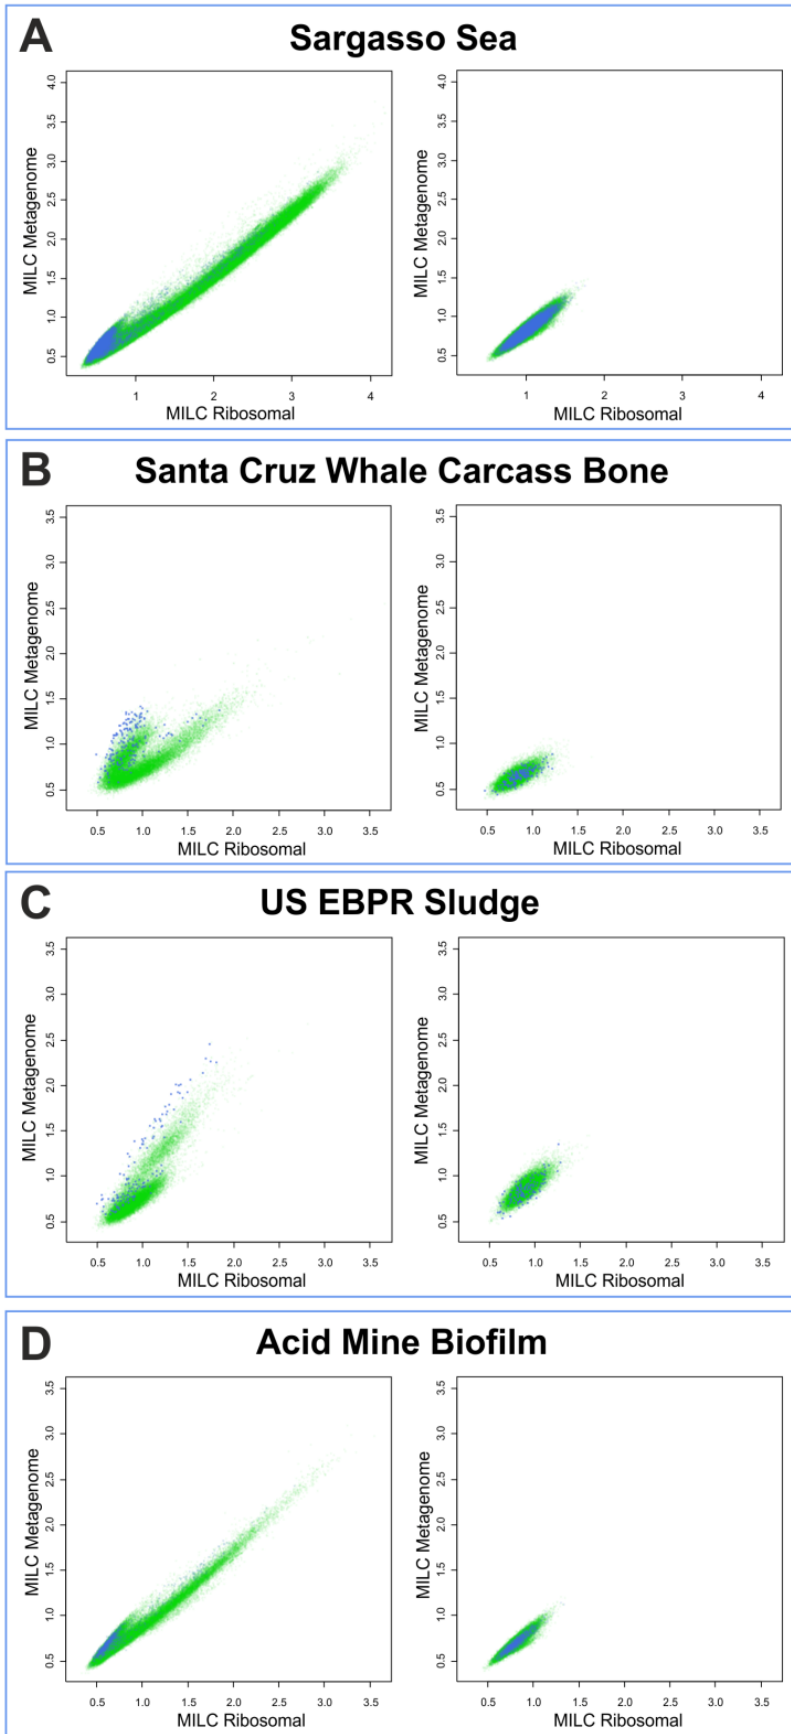 A
Sargasso Sea
MILC Metagenome
4.0
3.5
3.0
2.5
2.0
1.5
1.0
0.5
1 2 3 4
MILC Ribosomal
MILC Metagenome
4.0
3.5
3.0
2.5
2.0
1.5
1.0
0.5
1 2 3 4
MILC Ribosomal
B
Santa Cruz Whale Carcass Bone
MILC Metagenome
3.5
3.0
2.5
2.0
1.5
1.0
0.5
0.5 1.0 1.5 2.0 2.5 3.0 3.5
MILC Ribosomal
MILC Metagenome
3.5
3.0
2.5
2.0
1.5
1.0
0.5
0.5 1.0 1.5 2.0 2.5 3.0 3.5
MILC Ribosomal
C
US EBPR Sludge
MILC Metagenome
3.5
3.0
2.5
2.0
1.5
1.0
0.5
0.5 1.0 1.5 2.0 2.5 3.0 3.5
MILC Ribosomal
MILC Metagenome
3.5
3.0
2.5
2.0
1.5
1.0
0.5
0.5 1.0 1.5 2.0 2.5 3.0 3.5
MILC Ribosomal
D
Acid Mine Biofilm
MILC Metagenome
3.5
3.0
2.5
2.0
1.5
1.0
0.5
0.5 1.0 1.5 2.0 2.5 3.0 3.5
MILC Ribosomal
MILC Metagenome
3.5
3.0
2.5
2.0
1.5
1.0
0.5
0.5 1.0 1.5 2.0 2.5 3.0 3.5
MILC Ribosomal